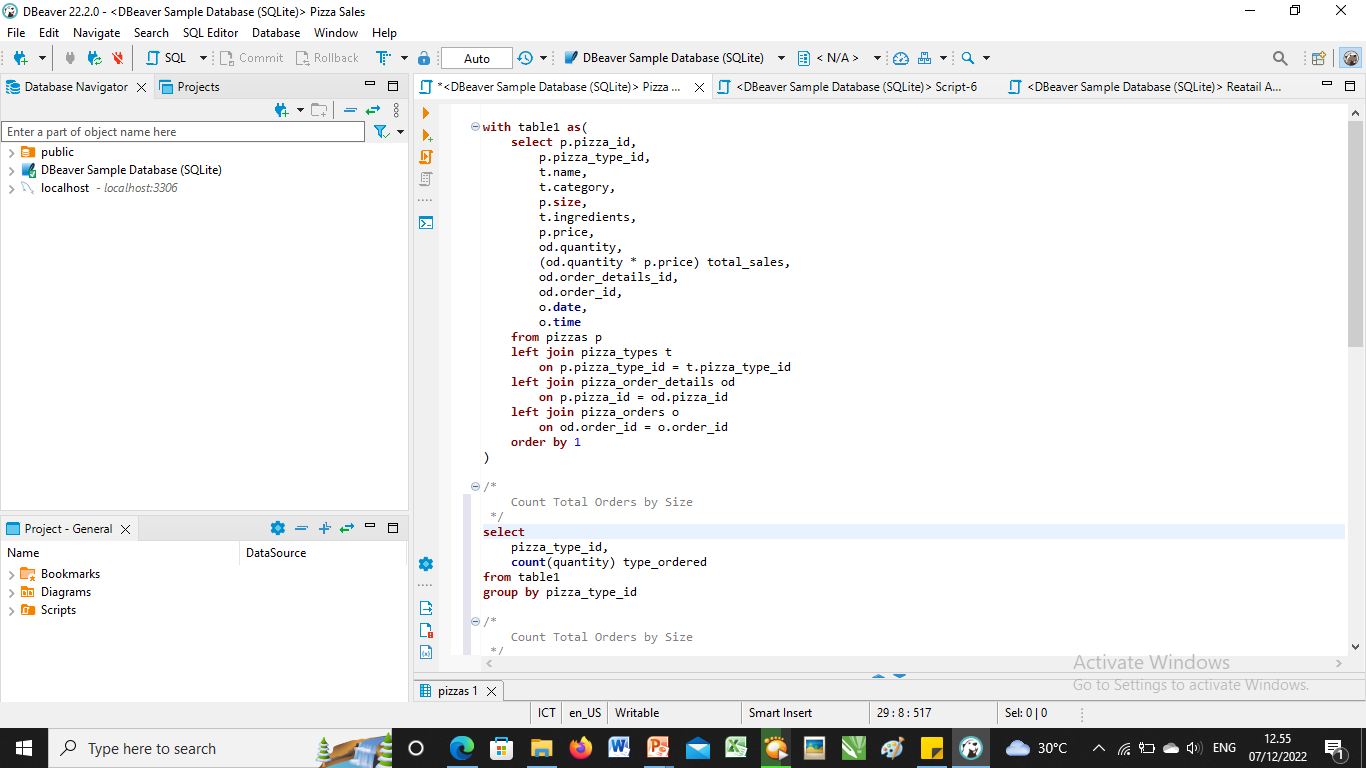 DBeaver 22.2.0 - <DBeaver Sample Database (SQLite)> Pizza Sales
File Edit Navigate Search SQL Editor Database Window Help
SQL Commit Rollback Auto DBeaver Sample Database (SQLite) < N/A >
Database Navigator Projects
*<DBeaver Sample Database (SQLite)> Pizza ... <DBeaver Sample Database (SQLite)> Script-6 <DBeaver Sample Database (SQLite)> Reatail A...
Enter a part of object name here
public
DBeaver Sample Database (SQLite)
localhost - localhost:3306
with table1 as(
select p.pizza_id,
p.pizza_type_id,
t.name,
t.category,
p.size,
t.ingredients,
p.price,
od.quantity,
(od.quantity * p.price) total_sales,
od.order_details_id,
od.order_id,
o.date,
o.time
from pizzas p
left join pizza_types t
on p.pizza_type_id = t.pizza_type_id
left join pizza_order_details od
on p.pizza_id = od.pizza_id
left join pizza_orders o
on od.order_id = o.order_id
order by 1
)
/*
Count Total Orders by Size
*/
select
pizza_type_id,
count(quantity) type_ordered
from table1
group by pizza_type_id
/*
Count Total Orders by Size
*/
Project - General
Name DataSource
Bookmarks
Diagrams
Scripts
Activate Windows
Go to Settings to activate Windows.
pizzas 1
ICT en_US Writable Smart Insert 29 : 8 : 517 Sel: 0 | 0
Type here to search
30°C ENG
12.55
07/12/2022
1